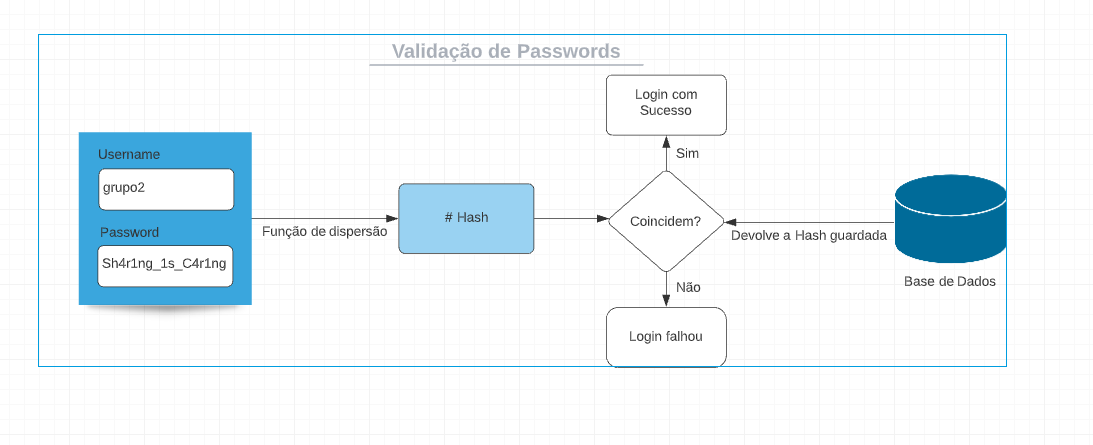 Validação de Passwords
Username
grupo2
Password
Sh4r1ng_1s_C4r1ng
Função de dispersão
# Hash
Login com
Sucesso
Sim
Coincidem?
Não
Login falhou
Devolve a Hash guardada
Base de Dados